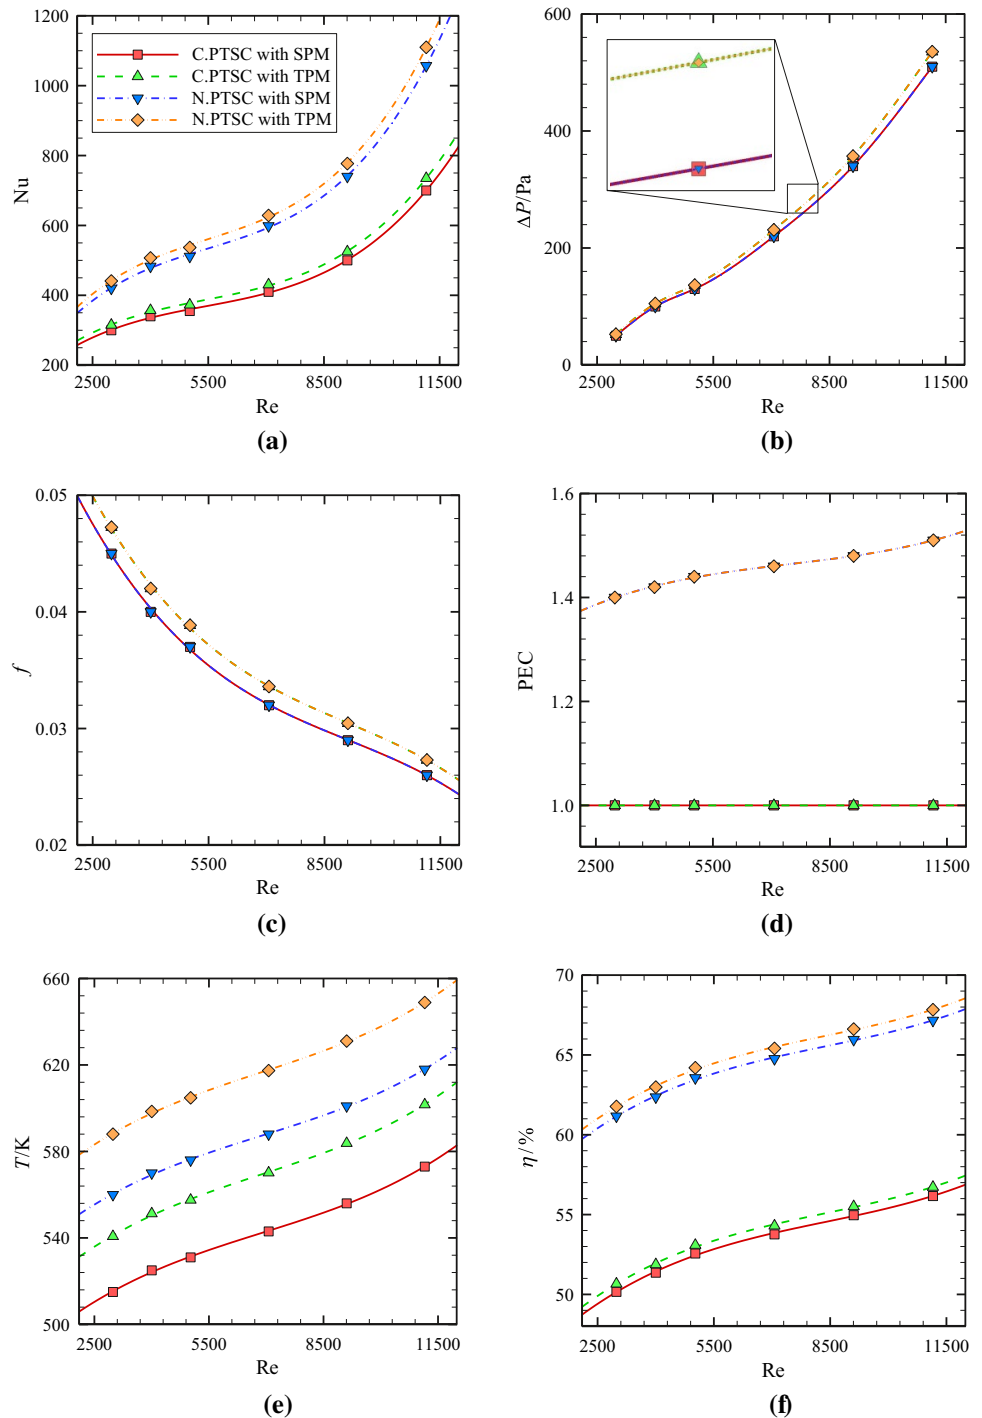 1200
1000
800
600
400
200
Nu
C.PTSC with SPM
C.PTSC with TPM
N.PTSC with SPM
N.PTSC with TPM
2500 5500 8500 11500
Re
(a)
600
400
200
0
ΔP/Pa
2500 5500 8500 11500
Re
(b)
0.05
0.04
0.03
0.02
f
2500 5500 8500 11500
Re
(c)
1.6
1.4
1.2
1.0
PEC
2500 5500 8500 11500
Re
(d)
660
620
580
540
500
T/K
2500 5500 8500 11500
Re
(e)
70
65
60
55
50
η/%
2500 5500 8500 11500
Re
(f)